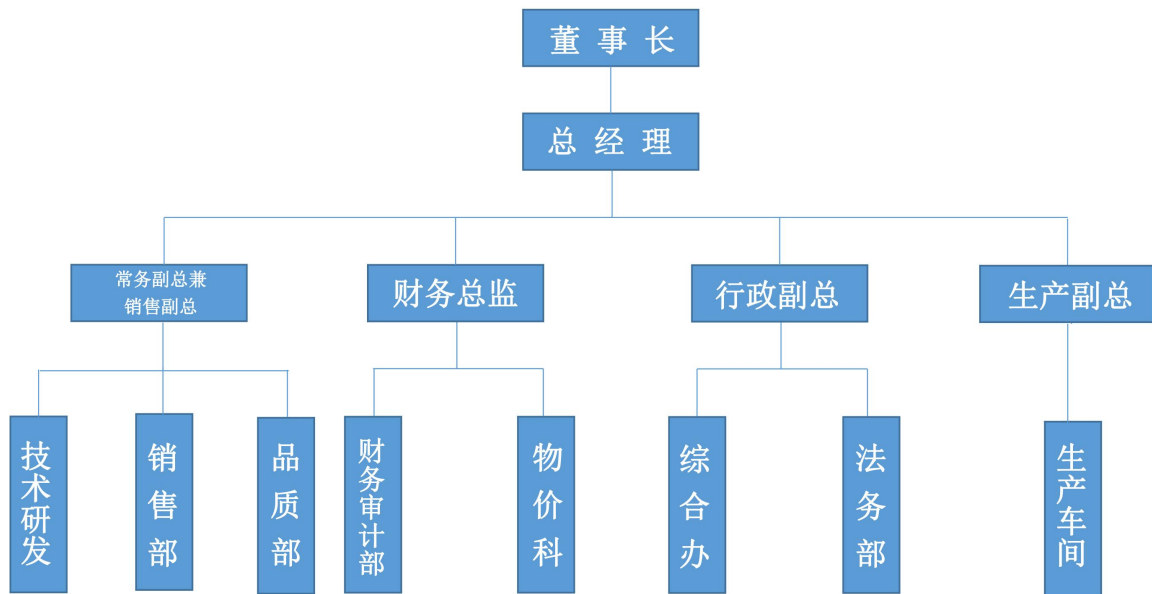 董 事 长
总 经 理
常务副总兼
销售副总
财务总监
行政副总
生产副总
技术研发
销售部
品质部
财务审计部
物价科
综合办
法务部
生产车间